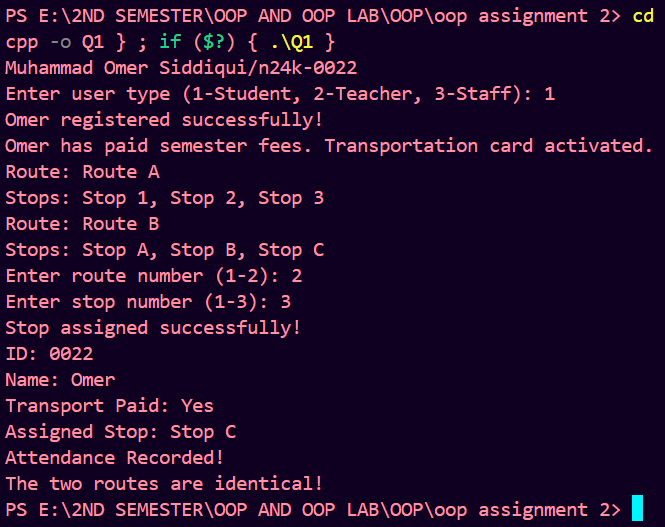 PS E:\2ND SEMESTER\OOP AND OOP LAB\OOP\oop assignment 2> cd
cpp -o Q1 } ; if ($?) { .\Q1 }
Muhammad Omer Siddiqui/n24k-0022
Enter user type (1-Student, 2-Teacher, 3-Staff): 1
Omer registered successfully!
Omer has paid semester fees. Transportation card activated.
Route: Route A
Stops: Stop 1, Stop 2, Stop 3
Route: Route B
Stops: Stop A, Stop B, Stop C
Enter route number (1-2): 2
Enter stop number (1-3): 3
Stop assigned successfully!
ID: 0022
Name: Omer
Transport Paid: Yes
Assigned Stop: Stop C
Attendance Recorded!
The two routes are identical!
PS E:\2ND SEMESTER\OOP AND OOP LAB\OOP\oop assignment 2>